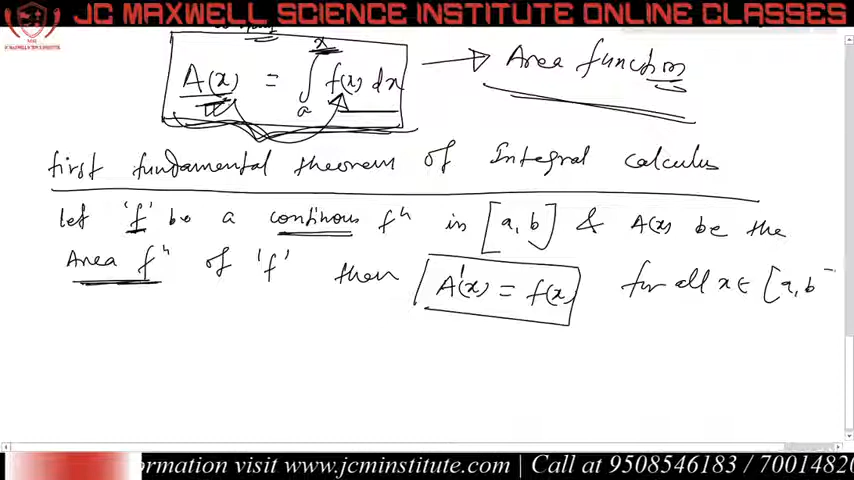 JC MAXWELL SCIENCE INSTITUTE ONLINE CLASSES
A(x) = ∫ₐˣ f(x) dx → Area function
first fundamental theorem of Integral calculus
let 'f' be a continous fⁿ in [a, b] & A(x) be the
Area fⁿ of 'f' then A'(x) = f(x) for all x ∈ [a, b
ormation visit www.jcminstitute.com | Call at 9508546183 / 70014820